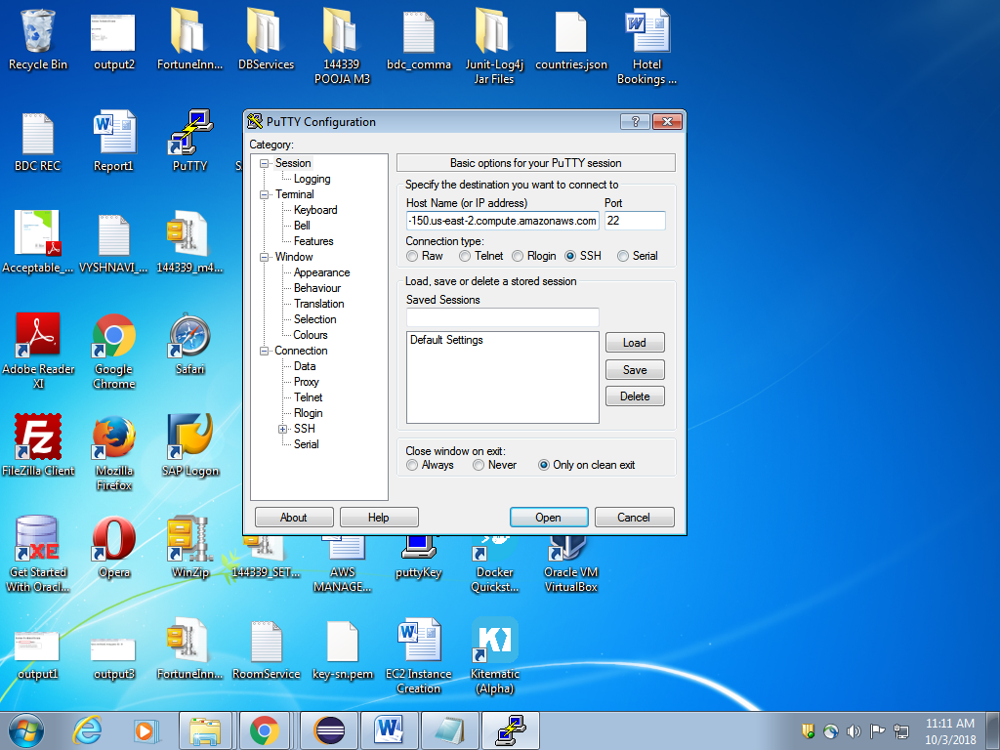 Recycle Bin
output2
FortuneInn...
DBServices
144339
POOJA M3
bdc_comma
Junit-Log4j
Jar Files
countries.json
Hotel
Bookings ...
BDC REC
Report1
PuTTY
Acceptable_...
VYSHNAVI_...
144339_m4...
Adobe Reader
XI
Google
Chrome
Safari
FileZilla Client
Mozilla
Firefox
SAP Logon
PuTTY Configuration
?
Category:
Session
Logging
Terminal
Keyboard
Bell
Features
Window
Appearance
Behaviour
Translation
Selection
Colours
Connection
Data
Proxy
Telnet
Rlogin
SSH
Serial
Basic options for your PuTTY session
Specify the destination you want to connect to
Host Name (or IP address)
Port
-150.us-east-2.compute.amazonaws.com
22
Connection type:
Raw
Telnet
Rlogin
SSH
Serial
Load, save or delete a stored session
Saved Sessions
Default Settings
Load
Save
Delete
Close window on exit:
Always
Never
Only on clean exit
About
Help
Open
Cancel
XE
Get Started
With Oracl...
Opera
WinZip
144339_SET...
AWS
MANAGE...
puttyKey
Docker
Quickst...
Oracle VM
VirtualBox
output1
output3
FortuneInn...
RoomService
key-sn.pem
EC2 Instance
Creation
Kitematic
(Alpha)
11:11 AM
10/3/2018